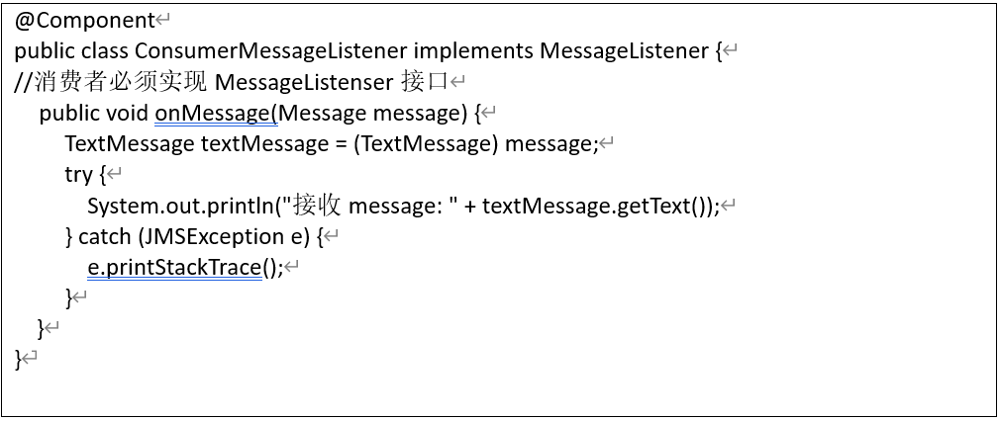 @Component
public class ConsumerMessageListener implements MessageListener {
//消费者必须实现 MessageListenser 接口
public void onMessage(Message message) {
TextMessage textMessage = (TextMessage) message;
try {
System.out.println("接收 message: " + textMessage.getText());
} catch (JMSException e) {
e.printStackTrace();
}
}
}